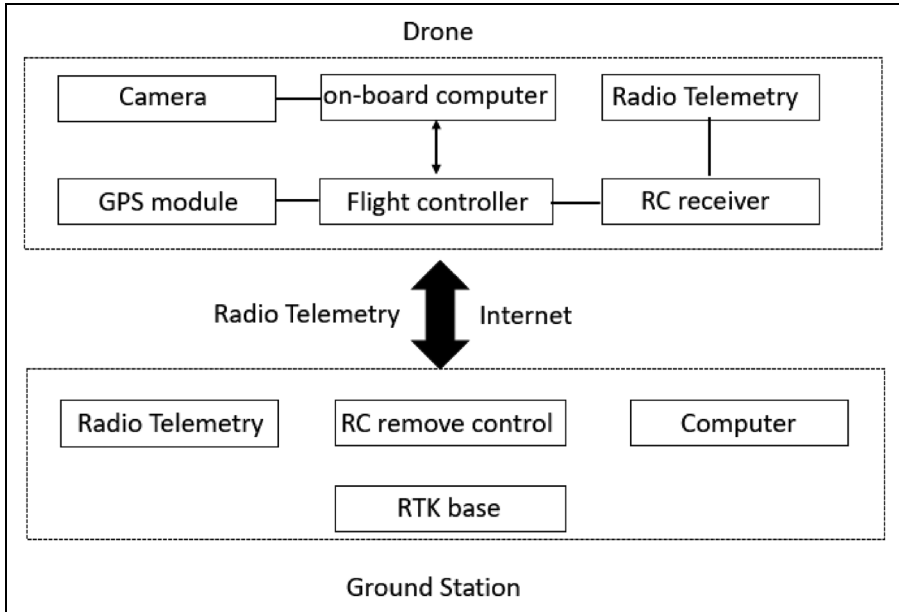 Drone
Camera
on-board computer
Radio Telemetry
GPS module
Flight controller
RC receiver
Radio Telemetry
Internet
Radio Telemetry
RC remove control
Computer
RTK base
Ground Station